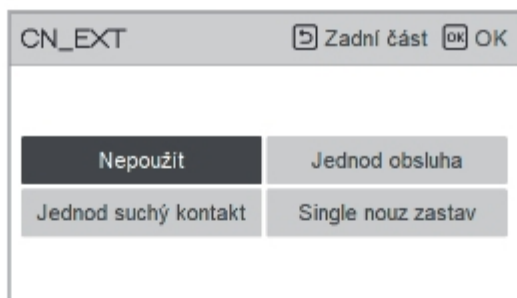 CN_EXT Zadní část OK OK
Nepoužit Jednod obsluha
Jednod suchý kontakt Single nouz zastav